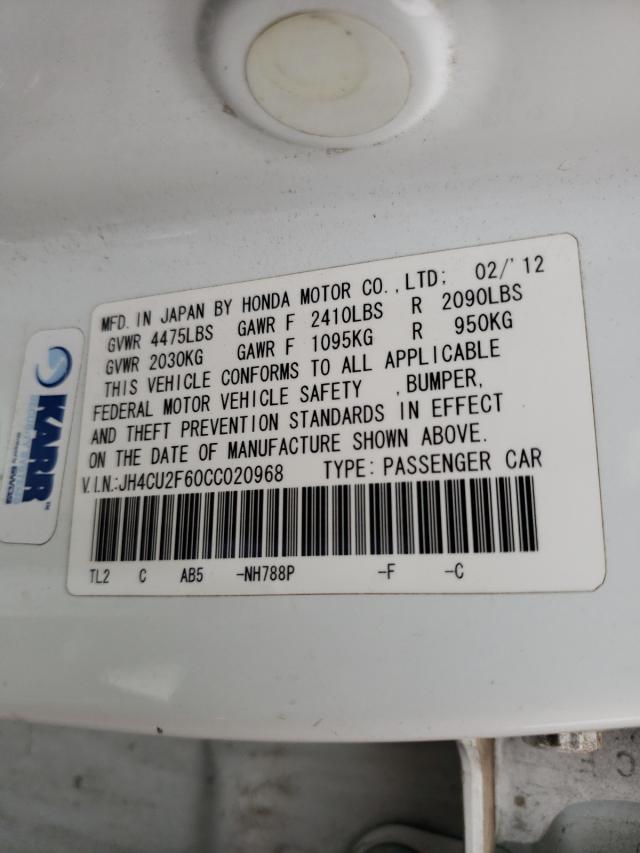 MFD. IN JAPAN BY HONDA MOTOR CO.,LTD; 02/'12
GVWR 4475LBS GAWR F 2410LBS R 2090LBS
GVWR 2030KG GAWR F 1095KG R 950KG
THIS VEHICLE CONFORMS TO ALL APPLICABLE
FEDERAL MOTOR VEHICLE SAFETY ,BUMPER,
AND THEFT PREVENTION STANDARDS IN EFFECT
ON THE DATE OF MANUFACTURE SHOWN ABOVE.
V.I.N.:JH4CU2F60CC020968 TYPE: PASSENGER CAR
TL2 C AB5 -NH788P -F -C
KARR™